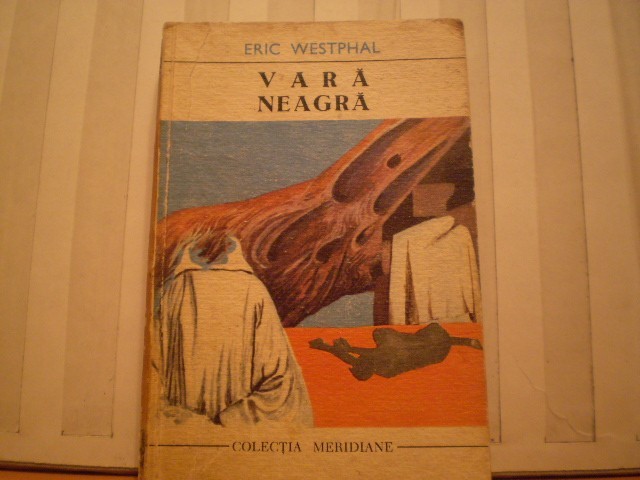 ERIC WESTPHAL
VARĂ
NEAGRĂ
COLECȚIA MERIDIANE